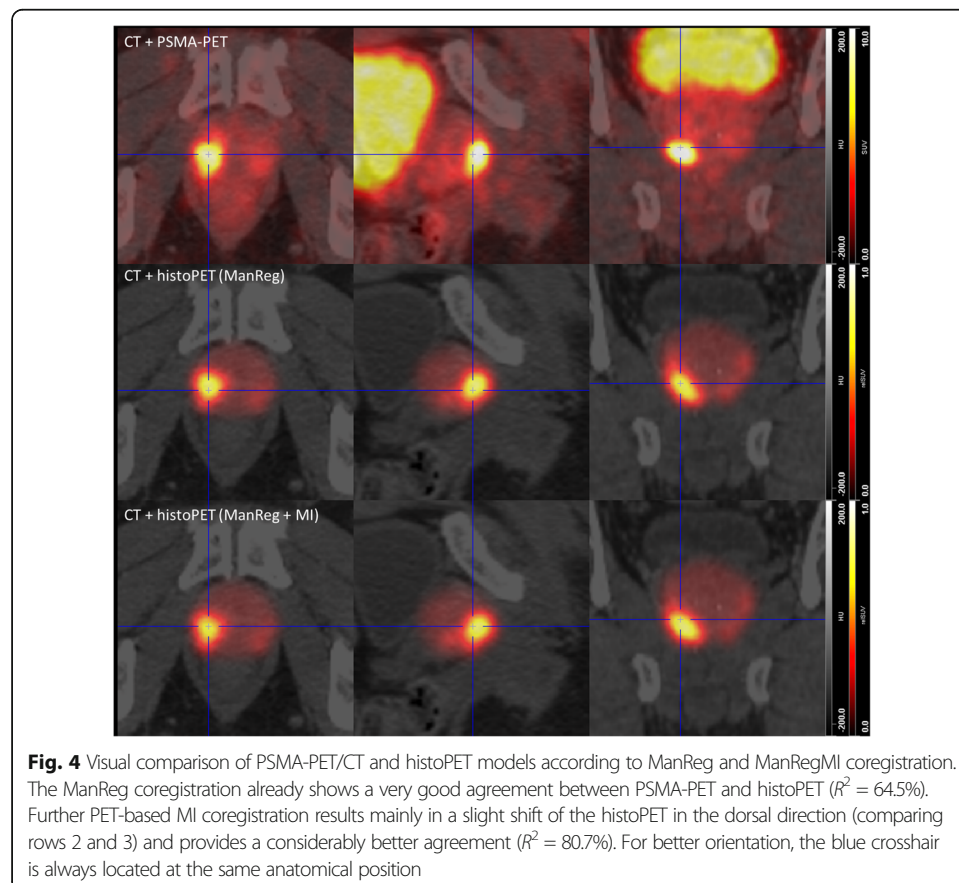 CT + PSMA-PET
200.0
10.0
HU
SUV
-200.0
0.0
CT + histoPET (ManReg)
200.0
1.0
HU
relSUV
-200.0
0.0
CT + histoPET (ManReg + MI)
200.0
1.0
HU
relSUV
-200.0
0.0
Fig. 4 Visual comparison of PSMA-PET/CT and histoPET models according to ManReg and ManRegMI coregistration.
The ManReg coregistration already shows a very good agreement between PSMA-PET and histoPET (R² = 64.5%).
Further PET-based MI coregistration results mainly in a slight shift of the histoPET in the dorsal direction (comparing
rows 2 and 3) and provides a considerably better agreement (R² = 80.7%). For better orientation, the blue crosshair
is always located at the same anatomical position